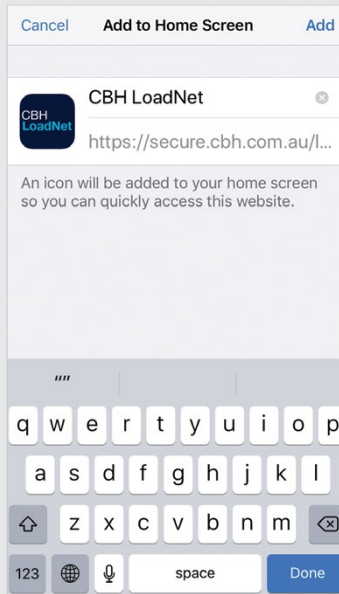 Cancel Add to Home Screen Add
CBH
LoadNet
CBH LoadNet
https://secure.cbh.com.au/l...
An icon will be added to your home screen
so you can quickly access this website.
""
q w e r t y u i o p
a s d f g h j k l
z x c v b n m
123 space Done